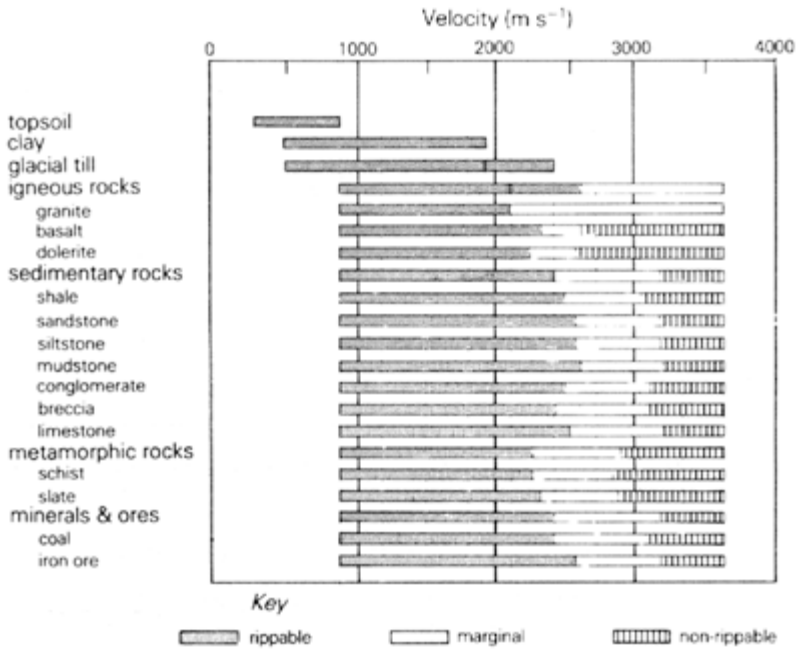 Velocity (m s⁻¹)
0 1000 2000 3000 4000
topsoil
clay
glacial till
igneous rocks
granite
basalt
dolerite
sedimentary rocks
shale
sandstone
siltstone
mudstone
conglomerate
breccia
limestone
metamorphic rocks
schist
slate
minerals & ores
coal
iron ore
Key
rippable marginal non-rippable